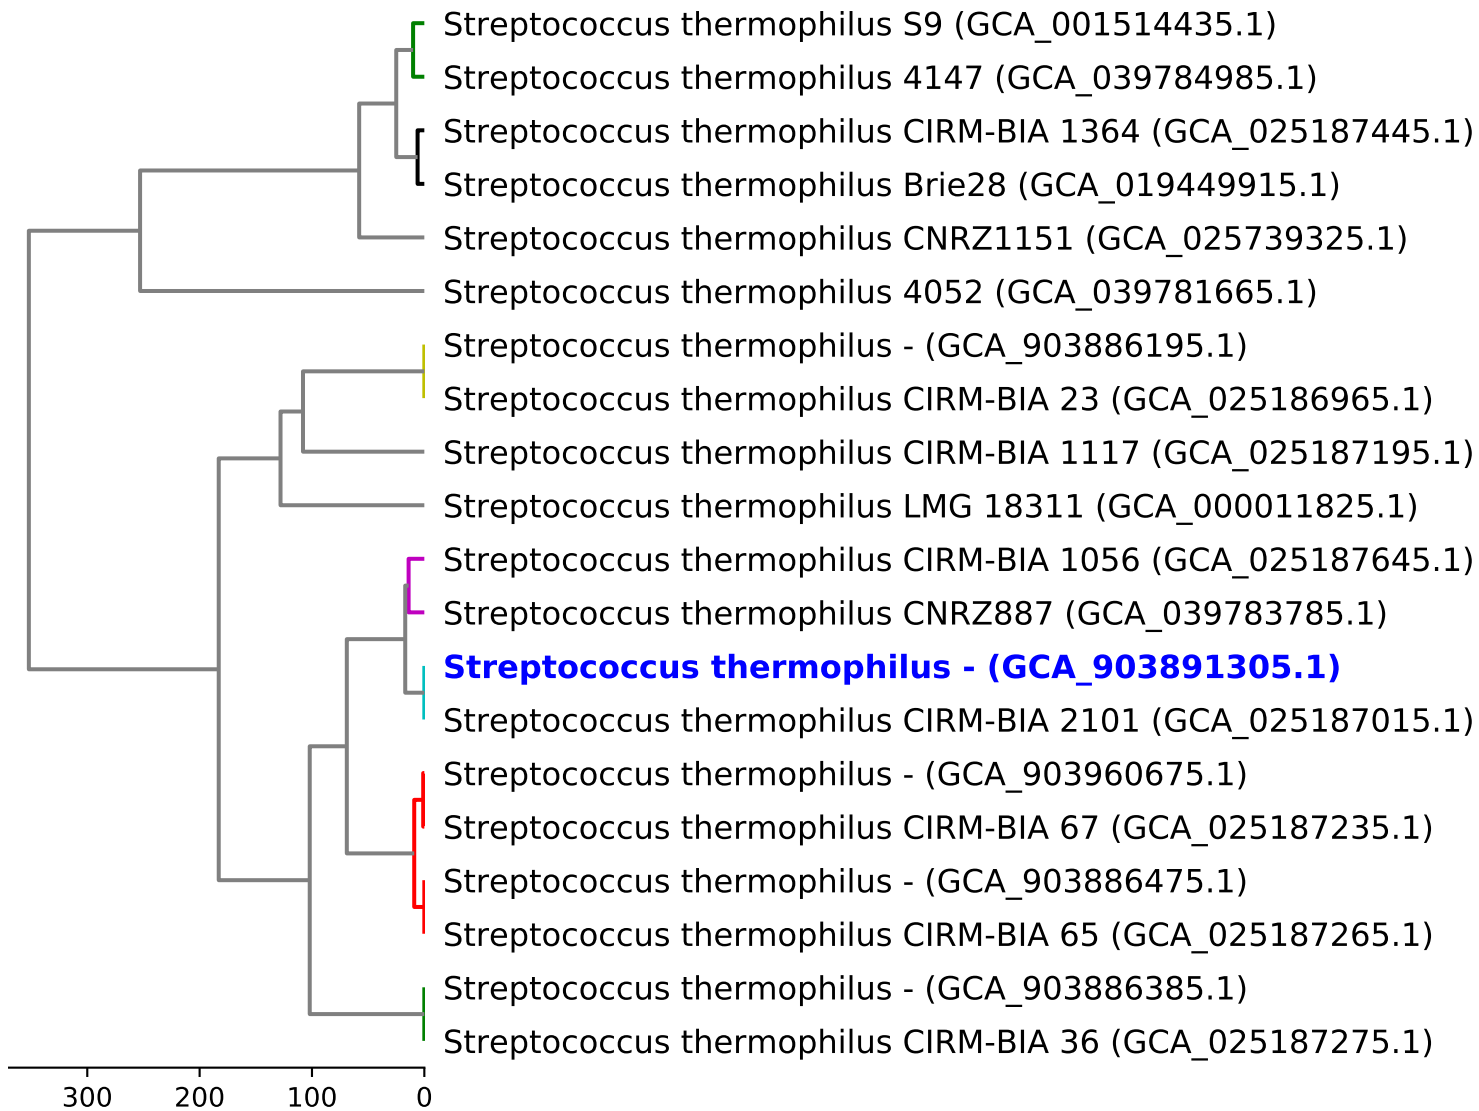 Streptococcus thermophilus S9 (GCA_001514435.1)
Streptococcus thermophilus 4147 (GCA_039784985.1)
Streptococcus thermophilus CIRM-BIA 1364 (GCA_025187445.1)
Streptococcus thermophilus Brie28 (GCA_019449915.1)
Streptococcus thermophilus CNRZ1151 (GCA_025739325.1)
Streptococcus thermophilus 4052 (GCA_039781665.1)
Streptococcus thermophilus - (GCA_903886195.1)
Streptococcus thermophilus CIRM-BIA 23 (GCA_025186965.1)
Streptococcus thermophilus CIRM-BIA 1117 (GCA_025187195.1)
Streptococcus thermophilus LMG 18311 (GCA_000011825.1)
Streptococcus thermophilus CIRM-BIA 1056 (GCA_025187645.1)
Streptococcus thermophilus CNRZ887 (GCA_039783785.1)
Streptococcus thermophilus - (GCA_903891305.1)
Streptococcus thermophilus CIRM-BIA 2101 (GCA_025187015.1)
Streptococcus thermophilus - (GCA_903960675.1)
Streptococcus thermophilus CIRM-BIA 67 (GCA_025187235.1)
Streptococcus thermophilus - (GCA_903886475.1)
Streptococcus thermophilus CIRM-BIA 65 (GCA_025187265.1)
Streptococcus thermophilus - (GCA_903886385.1)
Streptococcus thermophilus CIRM-BIA 36 (GCA_025187275.1)
300 200 100 0